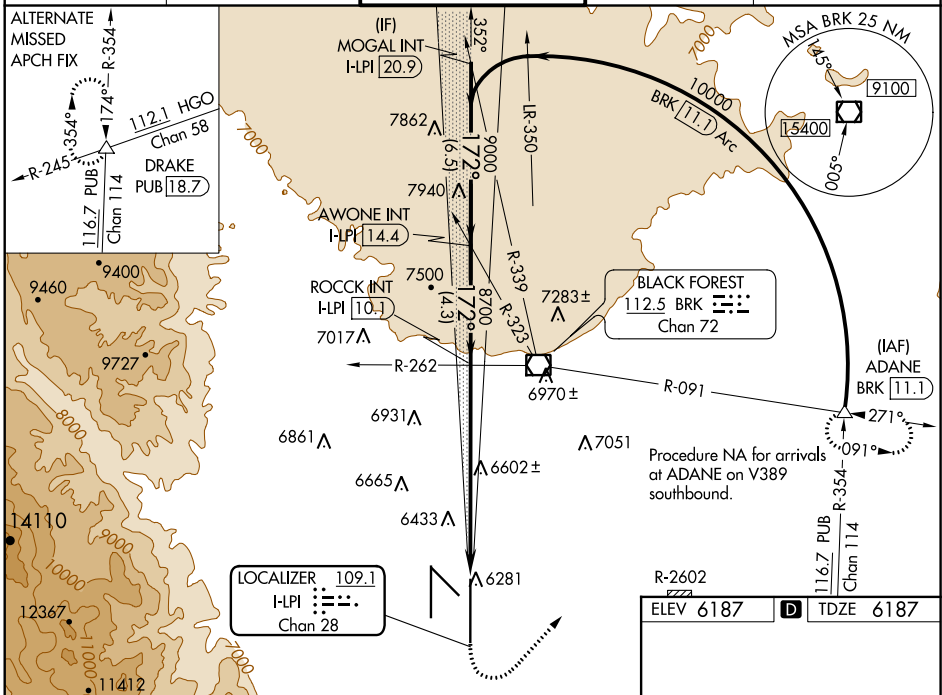 ALTERNATE
MISSED
APCH FIX
R-354
174°
354°
112.1 HGO
Chan 58
R-245
DRAKE
PUB 18.7
116.7 PUB
Chan 114
(IF)
MOGAL INT
I-LPI 20.9
352°
7000
MSA BRK 25 NM
145°
9100
15400
005°
10000
BRK 11.1 Arc
LR-350
7862
172°
(6.5)
9000
7940
7000
AWONE INT
I-LPI 14.4
R-339
R-323
9400
9460
9727
7500
ROCCK INT
I-LPI 10.1
172°
(4.3)
8700
7283±
BLACK FOREST
112.5 BRK
Chan 72
7017
R-262
6970±
R-091
(IAF)
ADANE
BRK 11.1
271°
091°
6931
6861
7051
8000
Procedure NA for arrivals
at ADANE on V389
southbound.
6602±
6665
6433
R-354
116.7 PUB
Chan 114
14110
9000
10000
LOCALIZER 109.1
I-LPI
Chan 28
6281
R-2602
12367
11000
7000
11412
ELEV 6187
D
TDZE 6187